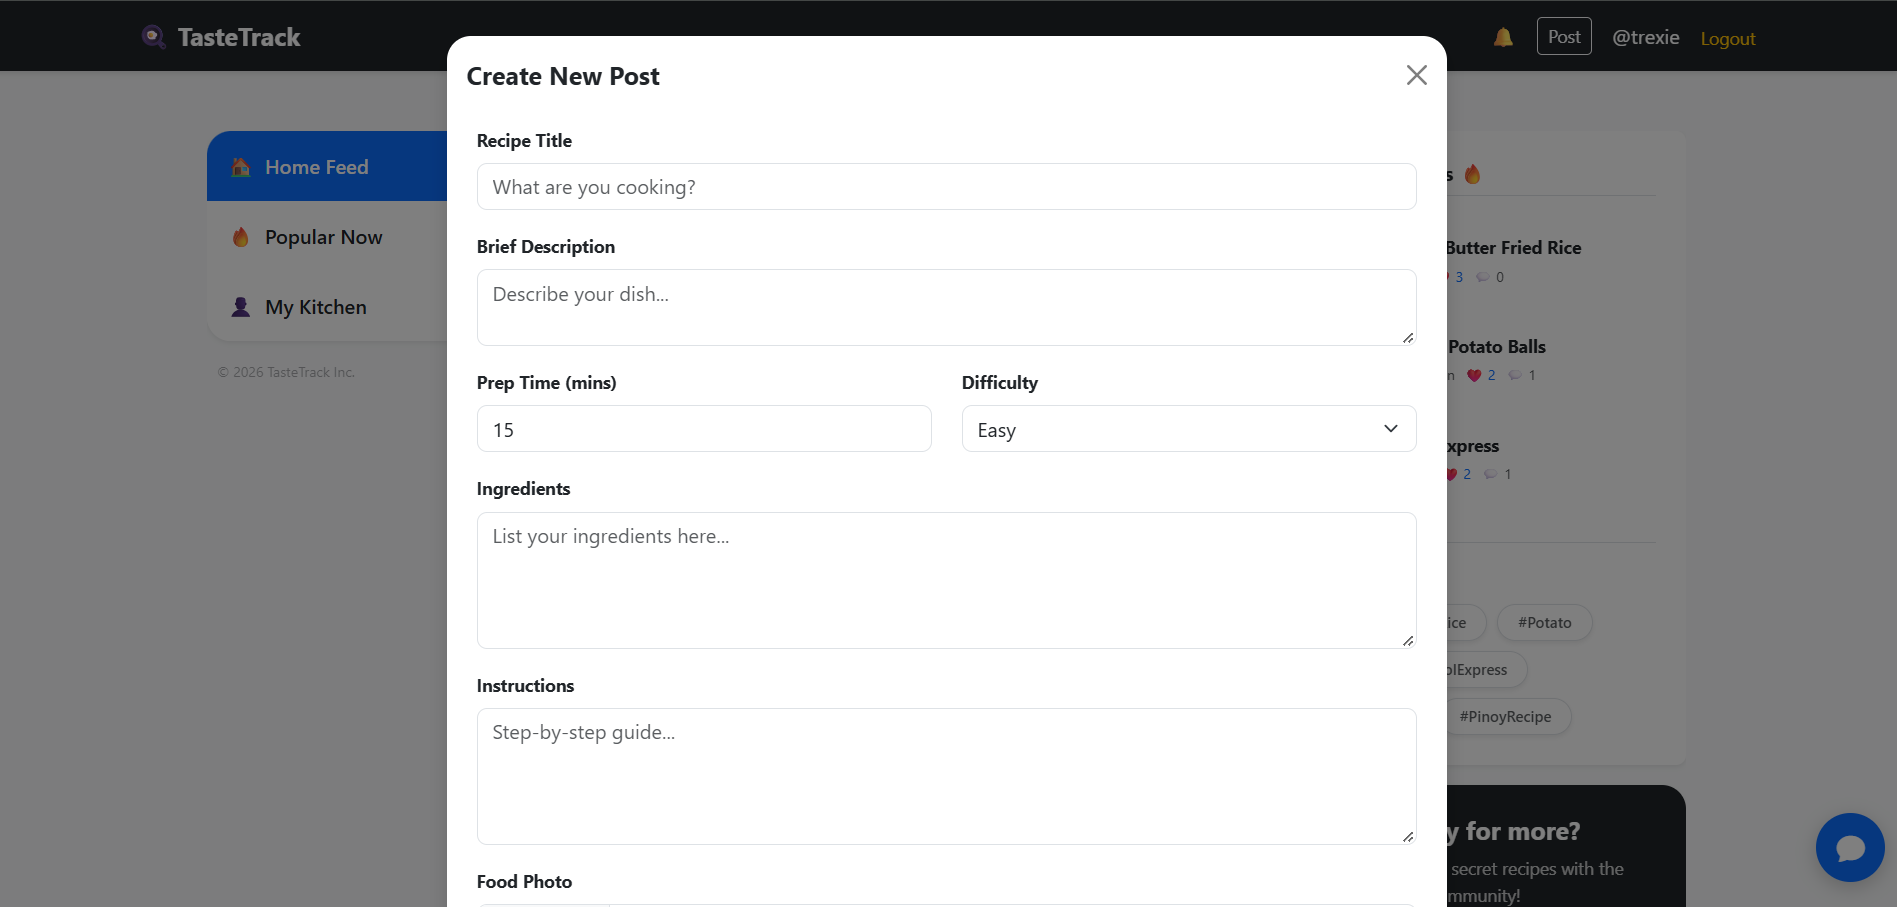 TasteTrack
Post @trexie Logout
Create New Post
Home Feed
Popular Now
My Kitchen
© 2026 TasteTrack Inc.
Recipe Title
What are you cooking?
Brief Description
Describe your dish...
Prep Time (mins) Difficulty
15 Easy
Ingredients
List your ingredients here...
Instructions
Step-by-step guide...
Food Photo
s
Butter Fried Rice
3 0
Potato Balls
n 2 1
xpress
2 1
ice #Potato
olExpress
#PinoyRecipe
y for more?
secret recipes with the
mmunity!